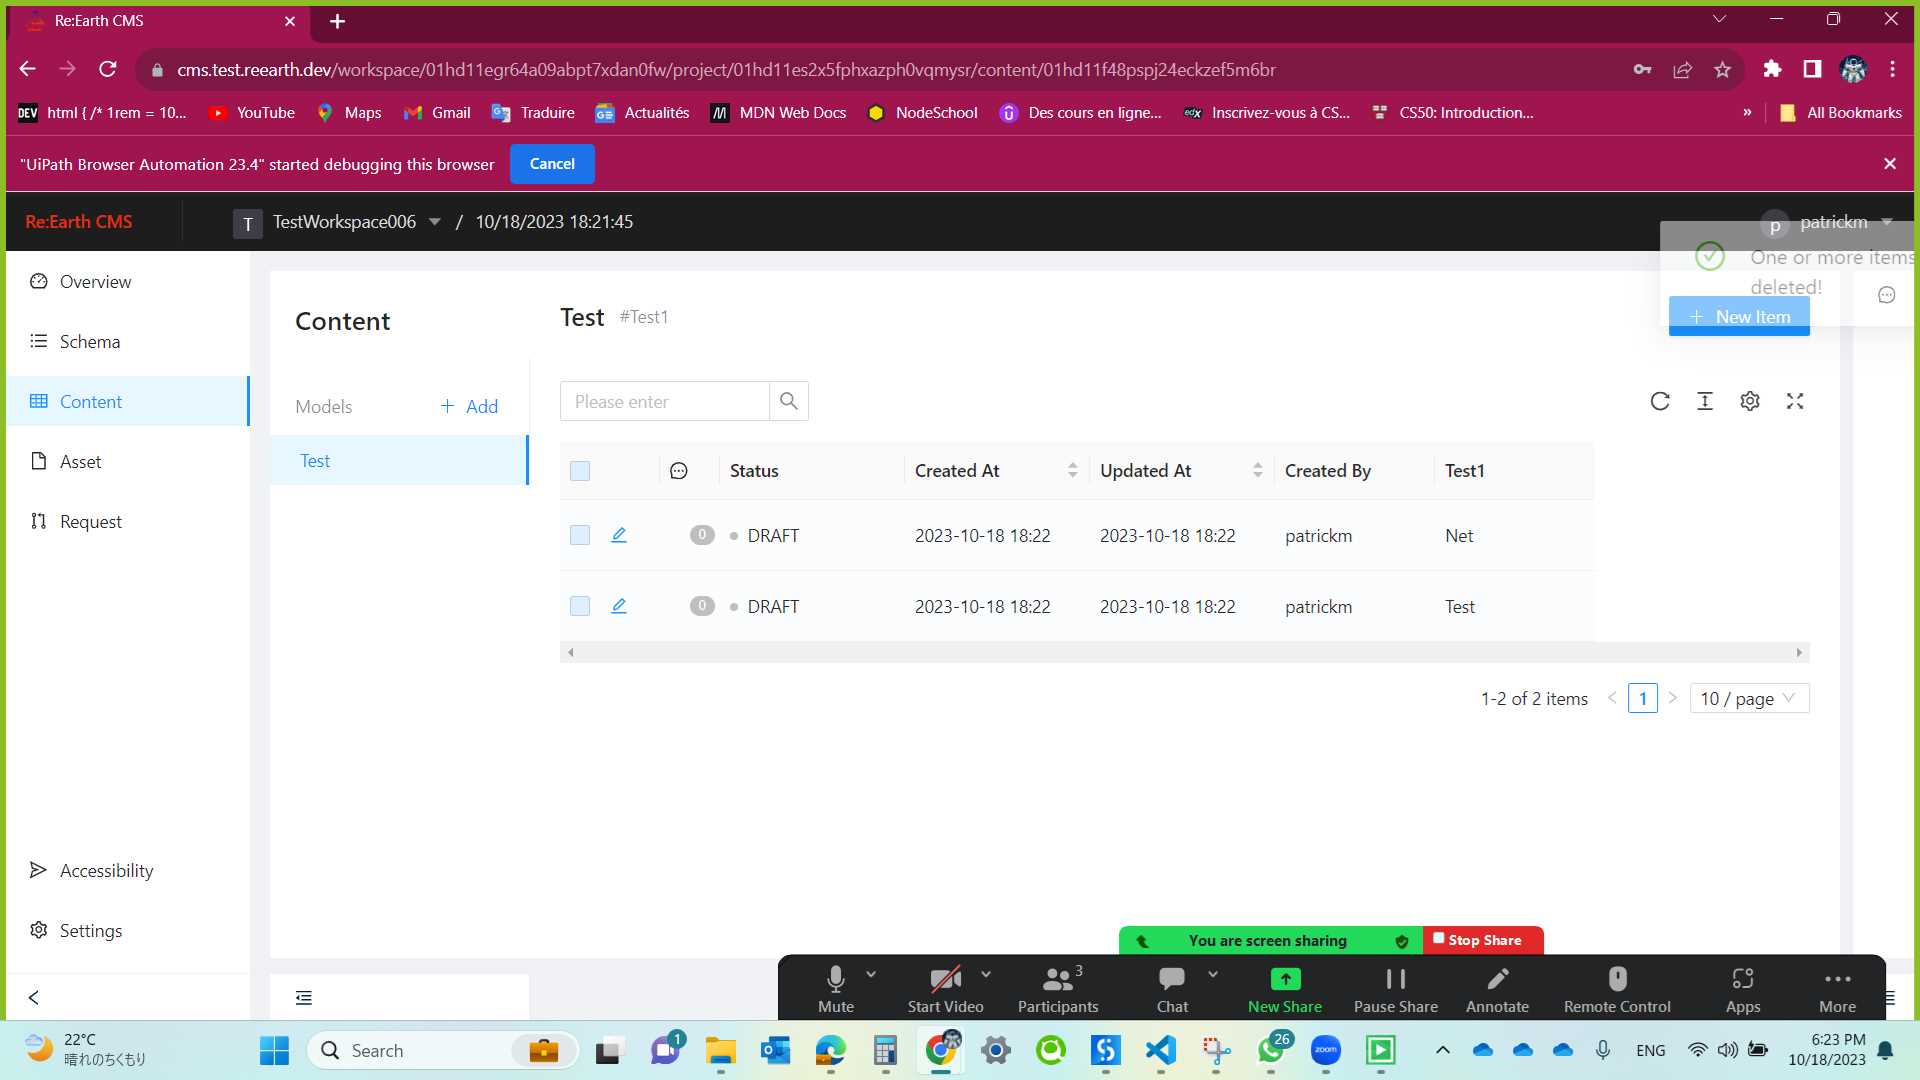 Re:Earth CMS
cms.test.reearth.dev/workspace/01hd11egr64a09abpt7xdan0fw/project/01hd11es2x5fphxazph0vqmysr/content/01hd11f48pspj24eckzef5m6br
DEV html { /* 1rem = 10... YouTube Maps Gmail Traduire Actualités MDN Web Docs NodeSchool Des cours en ligne... edX Inscrivez-vous à CS... CS50: Introduction... » All Bookmarks
"UiPath Browser Automation 23.4" started debugging this browser Cancel
Re:Earth CMS T TestWorkspace006 / 10/18/2023 18:21:45 p patrickm
One or more items
deleted!
Overview
Schema
Content
Asset
Request
Accessibility
Settings
Content
Models + Add
Test
Test #Test1
+ New Item
Please enter
Status Created At Updated At Created By Test1
0 DRAFT 2023-10-18 18:22 2023-10-18 18:22 patrickm Net
0 DRAFT 2023-10-18 18:22 2023-10-18 18:22 patrickm Test
1-2 of 2 items < 1 > 10 / page
You are screen sharing Stop Share
Mute Start Video Participants 3 Chat New Share Pause Share Annotate Remote Control Apps More
22°C
晴れのちくもり
Search
1
26
zoom
ENG
6:23 PM
10/18/2023